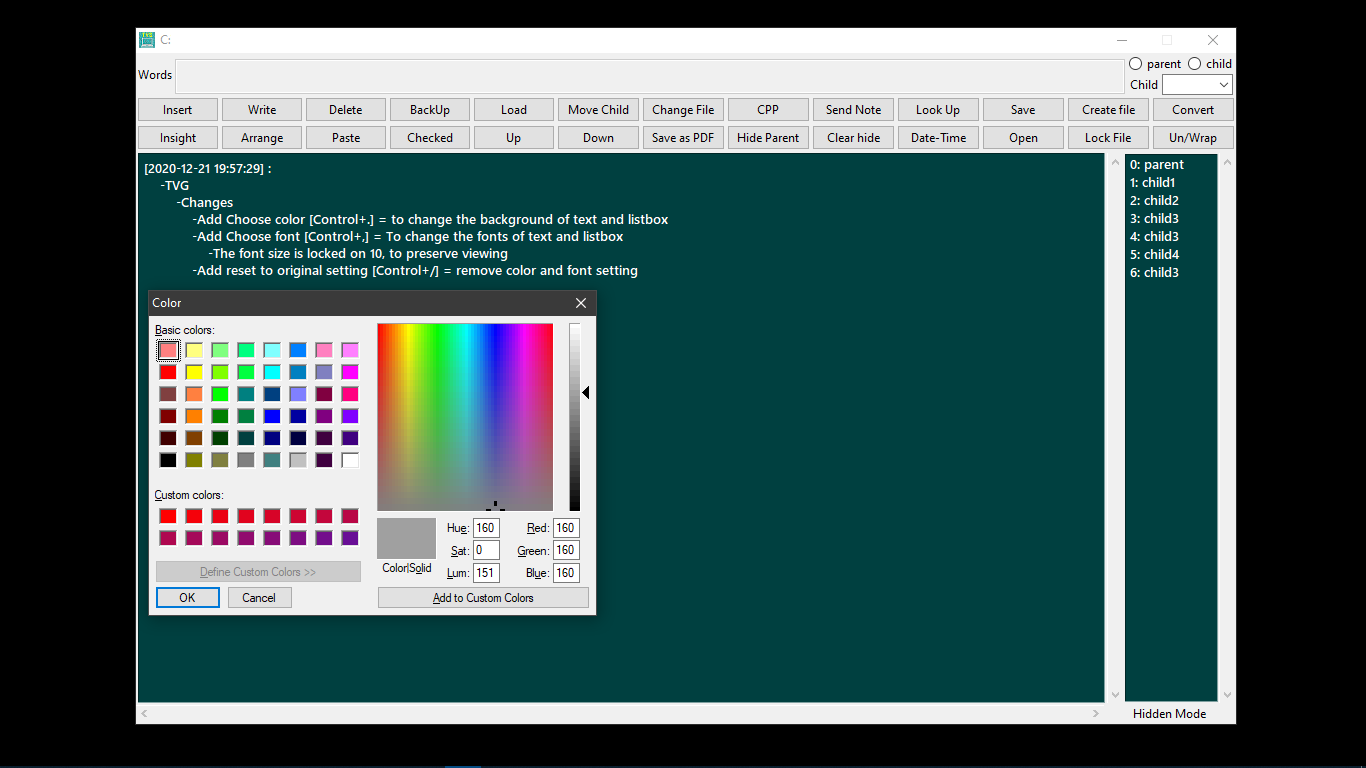 C:
Words
parent child
Child
Insert Write Delete BackUp Load Move Child Change File CPP Send Note Look Up Save Create file Convert
Insight Arrange Paste Checked Up Down Save as PDF Hide Parent Clear hide Date-Time Open Lock File Un/Wrap
[2020-12-21 19:57:29] :
-TVG
-Changes
-Add Choose color [Control+.] = to change the background of text and listbox
-Add Choose font [Control+,] = To change the fonts of text and listbox
-The font size is locked on 10, to preserve viewing
-Add reset to original setting [Control+/] = remove color and font setting
0: parent
1: child1
2: child2
3: child3
4: child3
5: child4
6: child3
Color
Basic colors:
Custom colors:
Define Custom Colors >>
OK Cancel
Color|Solid
Hue: 160 Red: 160
Sat: 0 Green: 160
Lum: 151 Blue: 160
Add to Custom Colors
Hidden Mode